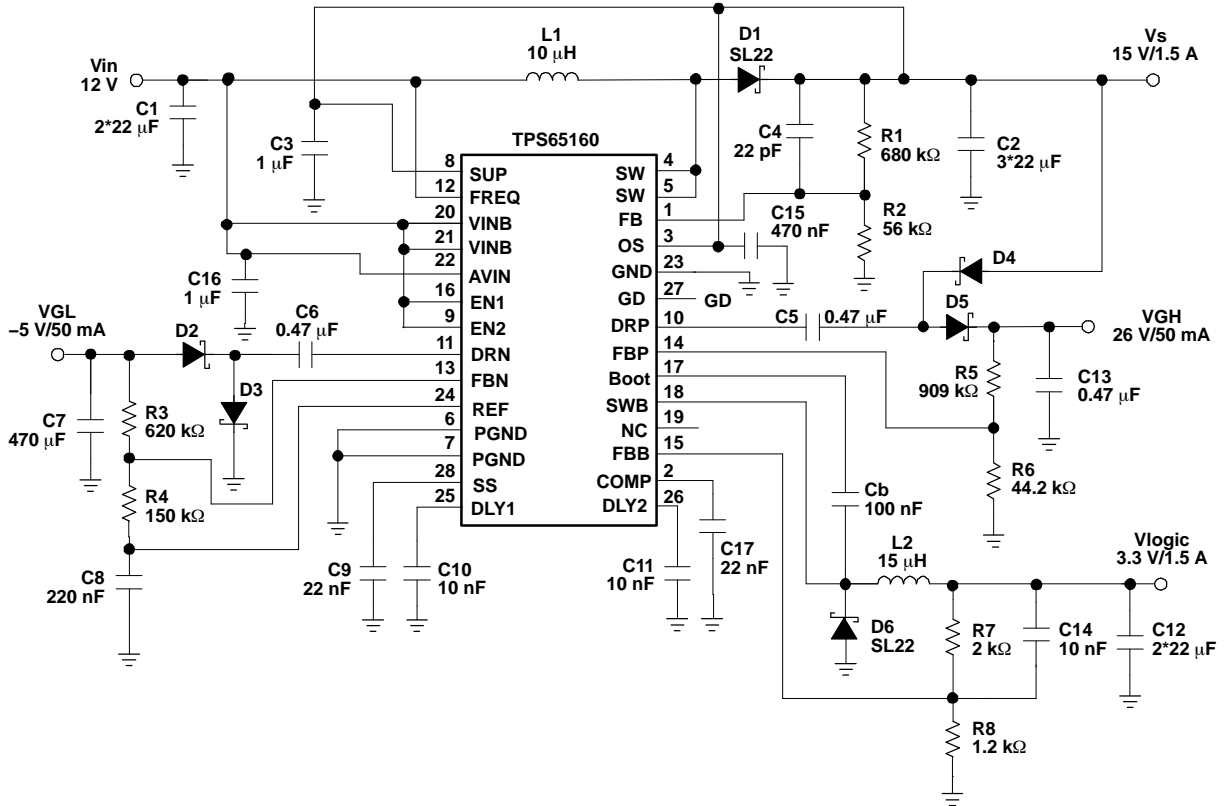 Vin
12 V
C1
2*22 μF
L1
10 μH
D1
SL22
Vs
15 V/1.5 A
C3
1 μF
C4
22 pF
R1
680 kΩ
C2
3*22 μF
TPS65160
8 SUP
12 FREQ
20 VINB
21 VINB
22 AVIN
16 EN1
9 EN2
11 DRN
13 FBN
24 REF
6 PGND
7 PGND
28 SS
25 DLY1
SW 4
SW 5
FB 1
OS 3
GND 23
GD 27
GD
DRP 10
FBP 14
Boot 17
SWB 18
NC 19
FBB 15
COMP 2
DLY2 26
C15
470 nF
R2
56 kΩ
C16
1 μF
D4
VGL
–5 V/50 mA
D2
C6
0.47 μF
C5
0.47 μF
D5
VGH
26 V/50 mA
D3
C7
470 μF
R3
620 kΩ
R5
909 kΩ
C13
0.47 μF
R4
150 kΩ
R6
44.2 kΩ
Cb
100 nF
C8
220 nF
C9
22 nF
C10
10 nF
C11
10 nF
C17
22 nF
L2
15 μH
Vlogic
3.3 V/1.5 A
D6
SL22
R7
2 kΩ
C14
10 nF
C12
2*22 μF
R8
1.2 kΩ